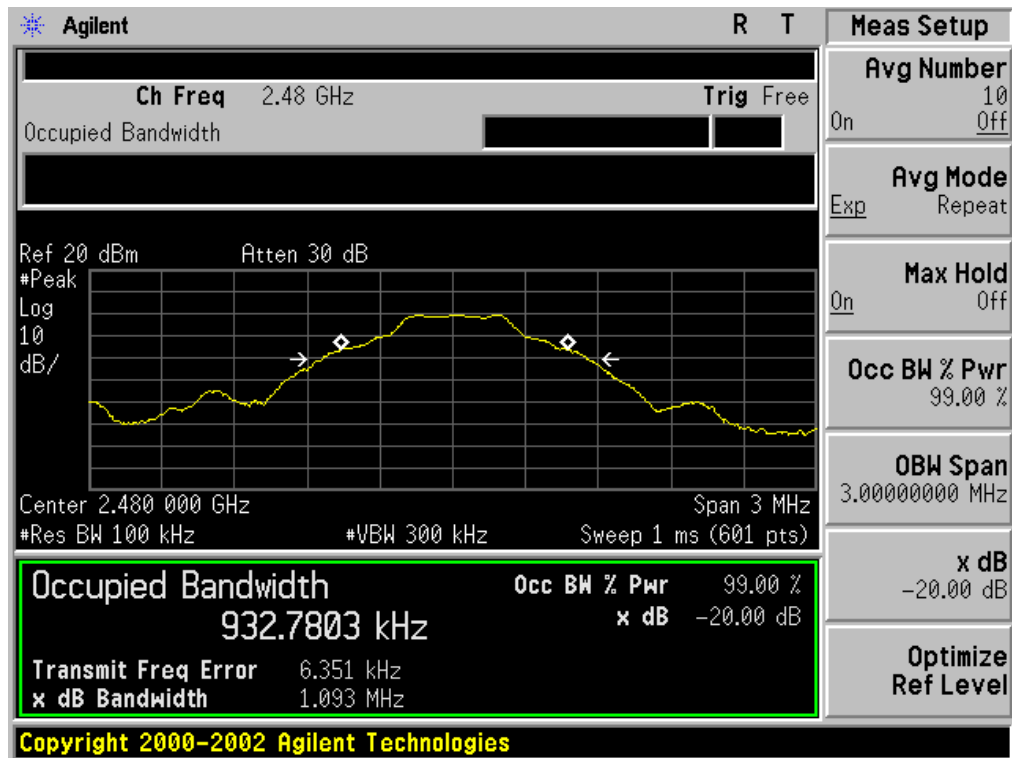 Agilent R T
Ch Freq 2.48 GHz Trig Free
Occupied Bandwidth
Ref 20 dBm Atten 30 dB
#Peak
Log
10
dB/
Center 2.480 000 GHz Span 3 MHz
#Res BW 100 kHz #VBW 300 kHz Sweep 1 ms (601 pts)
Occupied Bandwidth Occ BW % Pwr 99.00 %
932.7803 kHz x dB -20.00 dB
Transmit Freq Error 6.351 kHz
x dB Bandwidth 1.093 MHz
Copyright 2000-2002 Agilent Technologies
Meas Setup
Avg Number
10
On Off
Avg Mode
Exp Repeat
Max Hold
On Off
Occ BW % Pwr
99.00 %
OBW Span
3.00000000 MHz
x dB
-20.00 dB
Optimize
Ref Level